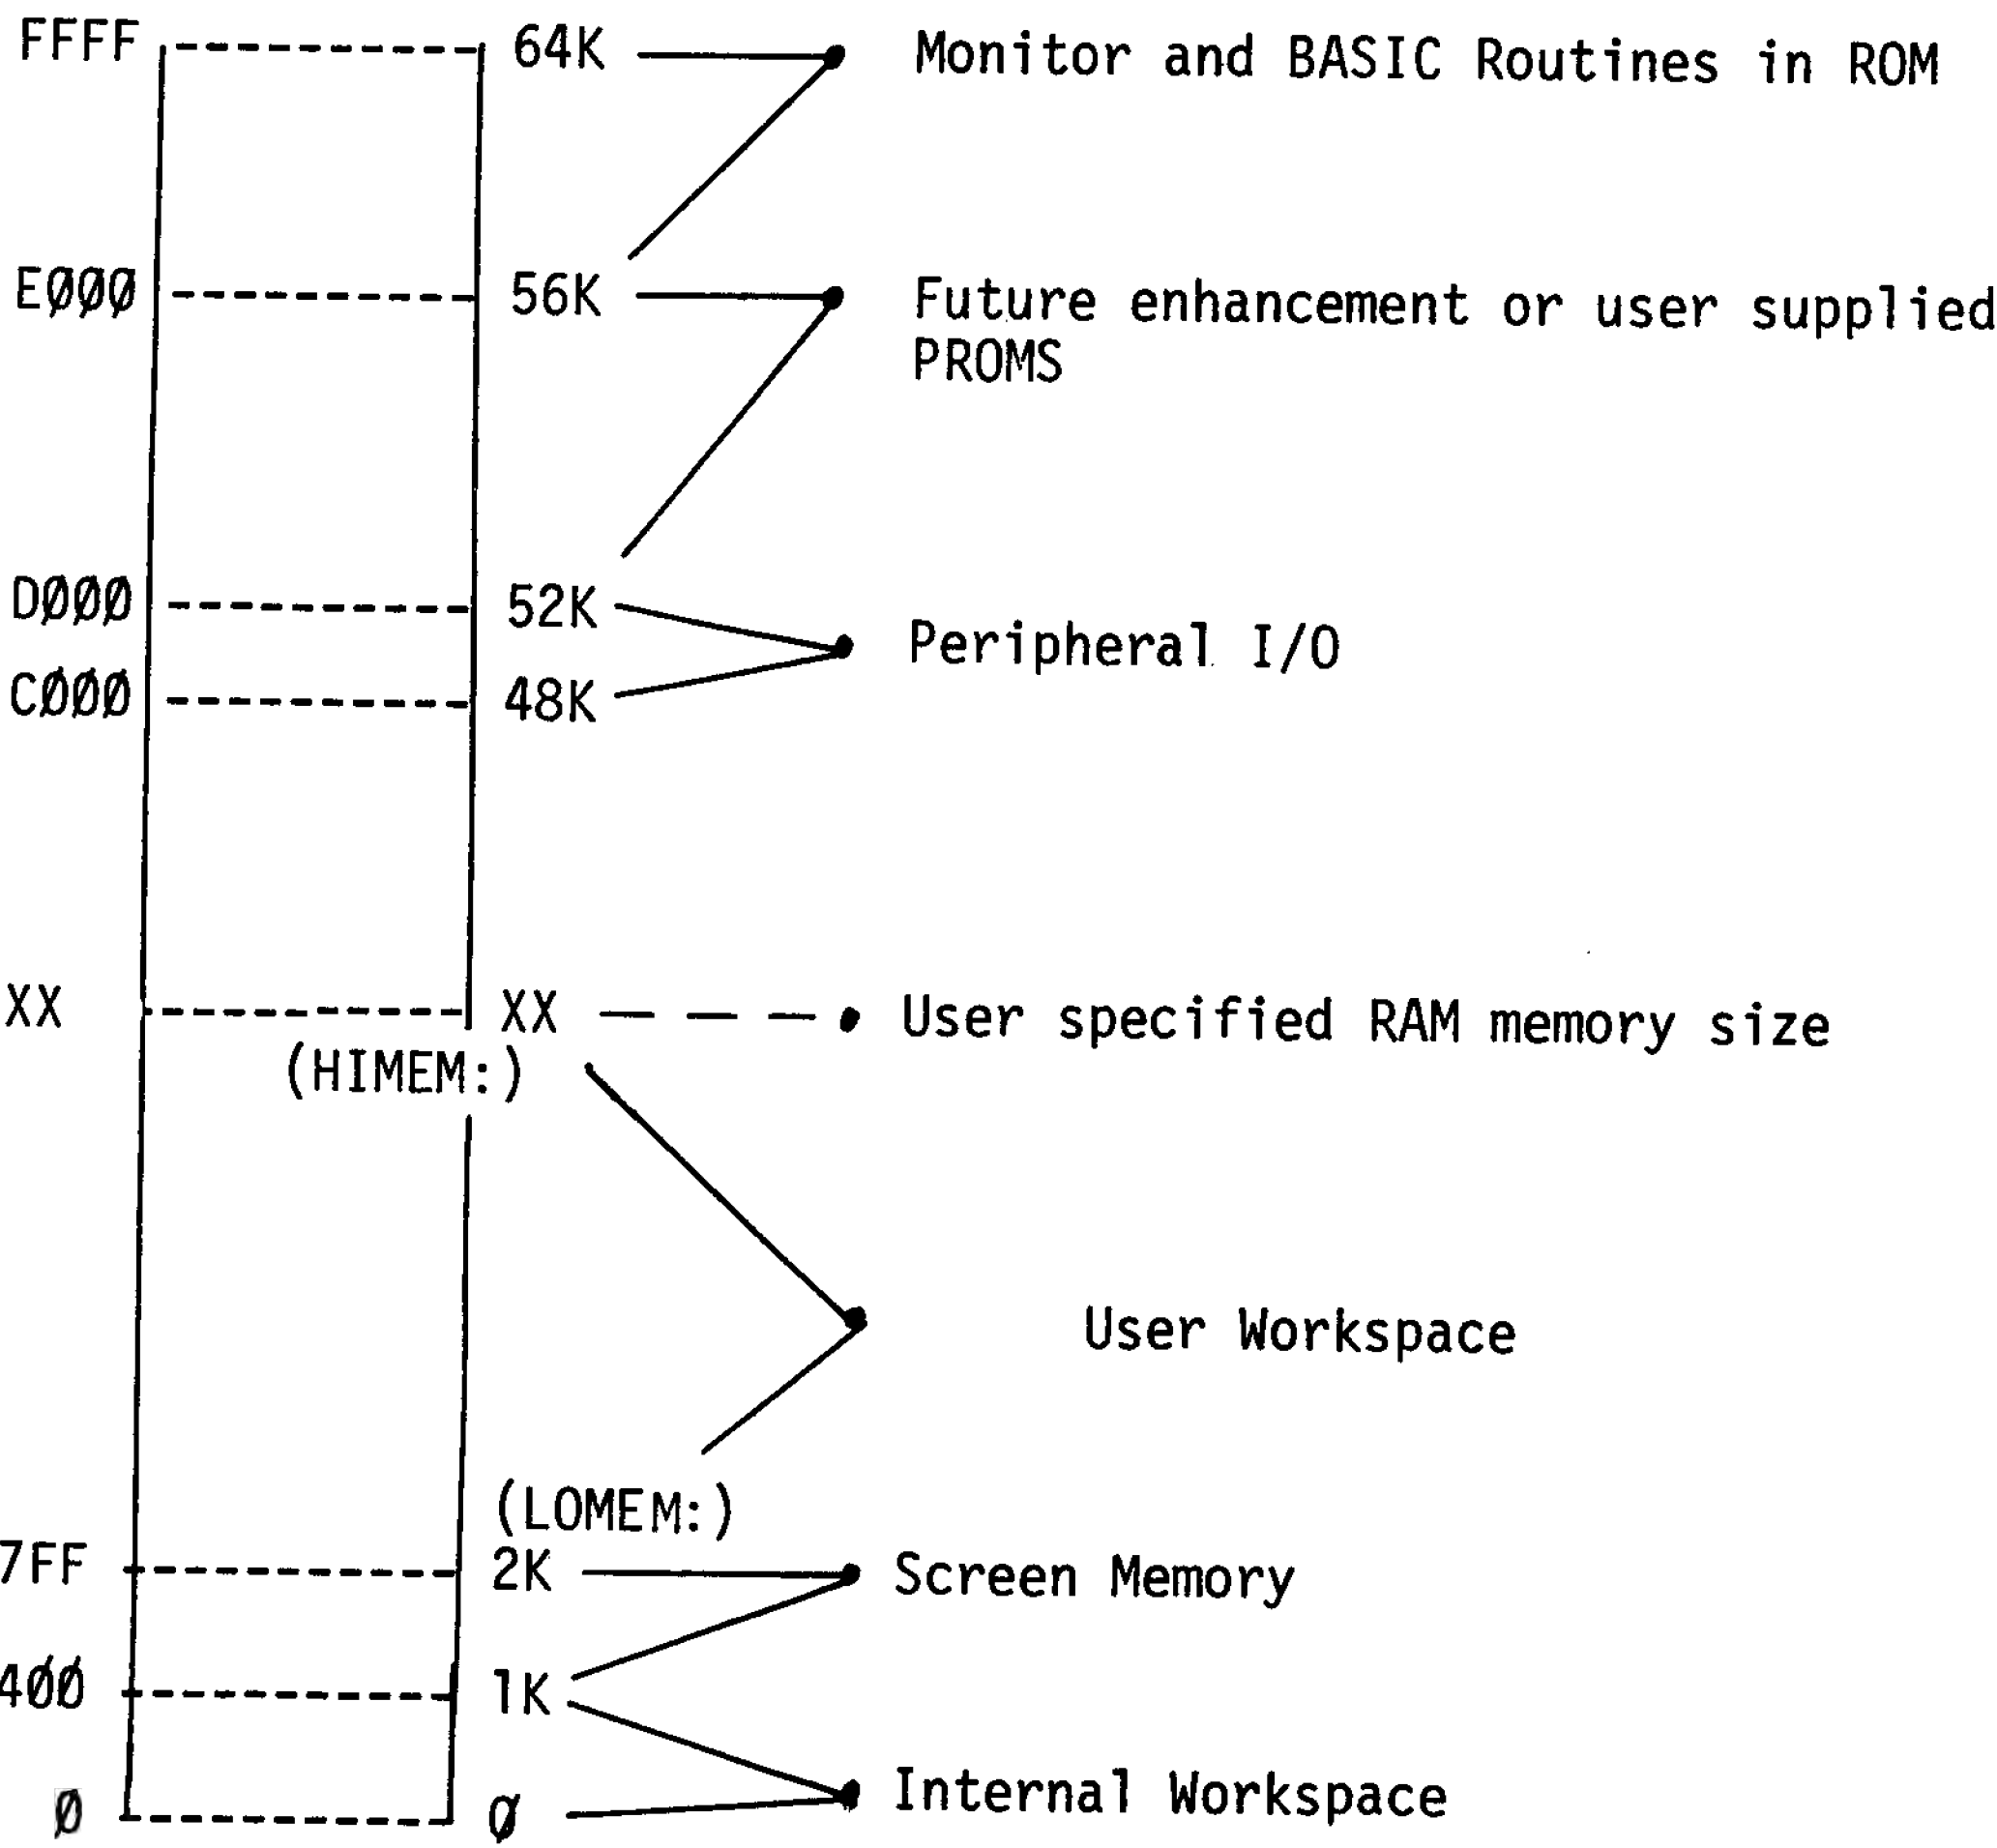 FFFF 64K Monitor and BASIC Routines in ROM
EØØØ 56K Future enhancement or user supplied
PROMS
DØØØ 52K
Peripheral I/O
CØØØ 48K
XX XX User specified RAM memory size
(HIMEM:)
User Workspace
(LOMEM:)
7FF 2K Screen Memory
4ØØ 1K
Internal Workspace
Ø Ø